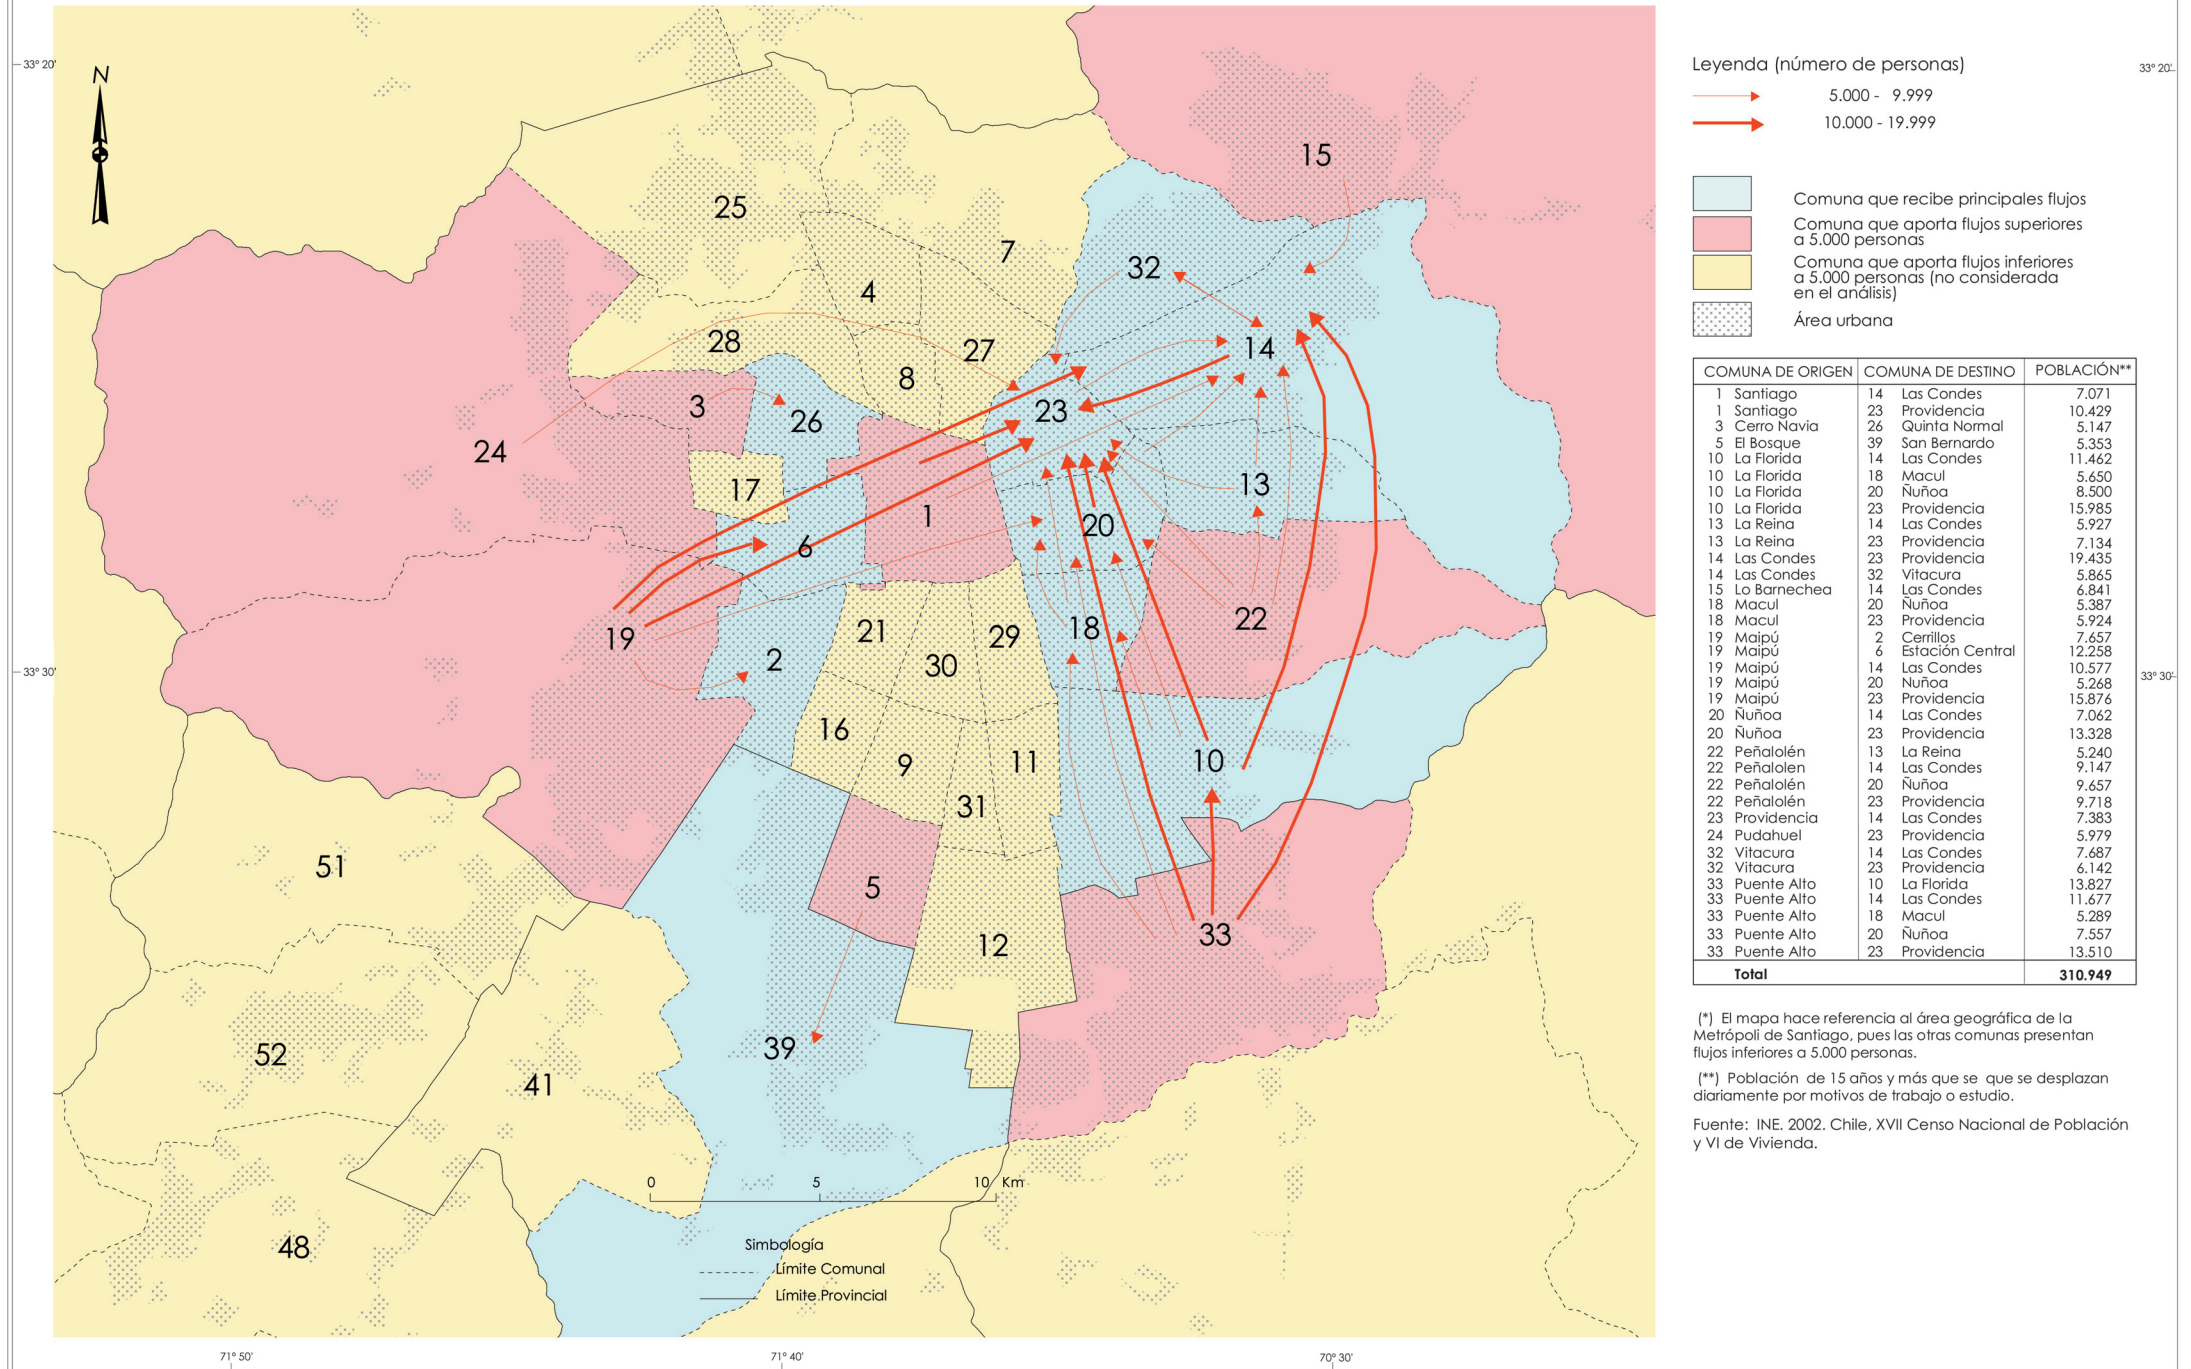 33° 20'
33° 20'
N
15
25
7
32
4
28
27
14
8
3
26
23
24
17
13
1
20
6
19
21
29
18
22
2
30
16
9
11
10
31
51
5
33
12
39
52
41
48
33° 30'
33° 30'
0 5 10 Km
Simbología
Límite Comunal
Límite Provincial
71° 50'
71° 40'
70° 30'
Leyenda (número de personas)
5.000 - 9.999
10.000 - 19.999
Comuna que recibe principales flujos
Comuna que aporta flujos superiores
a 5.000 personas
Comuna que aporta flujos inferiores
a 5.000 personas (no considerada
en el análisis)
Área urbana
COMUNA DE ORIGEN COMUNA DE DESTINO POBLACIÓN**
1 Santiago 14 Las Condes 7.071
1 Santiago 23 Providencia 10.429
3 Cerro Navia 26 Quinta Normal 5.147
5 El Bosque 39 San Bernardo 5.353
10 La Florida 14 Las Condes 11.462
10 La Florida 18 Macul 5.650
10 La Florida 20 Ñuñoa 8.500
10 La Florida 23 Providencia 15.985
13 La Reina 14 Las Condes 5.927
13 La Reina 23 Providencia 7.134
14 Las Condes 23 Providencia 19.435
14 Las Condes 32 Vitacura 5.865
15 Lo Barnechea 14 Las Condes 6.841
18 Macul 20 Ñuñoa 5.387
18 Macul 23 Providencia 5.924
19 Maipú 2 Cerrillos 7.657
19 Maipú 6 Estación Central 12.258
19 Maipú 14 Las Condes 10.577
19 Maipú 20 Nuñoa 5.268
19 Maipú 23 Providencia 15.876
20 Ñuñoa 14 Las Condes 7.062
20 Ñuñoa 23 Providencia 13.328
22 Peñalolén 13 La Reina 5.240
22 Peñalolen 14 Las Condes 9.147
22 Peñalolén 20 Ñuñoa 9.657
22 Peñalolén 23 Providencia 9.718
23 Providencia 14 Las Condes 7.383
24 Pudahuel 23 Providencia 5.979
32 Vitacura 14 Las Condes 7.687
32 Vitacura 23 Providencia 6.142
33 Puente Alto 10 La Florida 13.827
33 Puente Alto 14 Las Condes 11.677
33 Puente Alto 18 Macul 5.289
33 Puente Alto 20 Ñuñoa 7.557
33 Puente Alto 23 Providencia 13.510
Total 310.949
(*) El mapa hace referencia al área geográfica de la
Metrópoli de Santiago, pues las otras comunas presentan
flujos inferiores a 5.000 personas.
(**) Población de 15 años y más que se que se desplazan
diariamente por motivos de trabajo o estudio.
Fuente: INE. 2002. Chile, XVII Censo Nacional de Población
y VI de Vivienda.